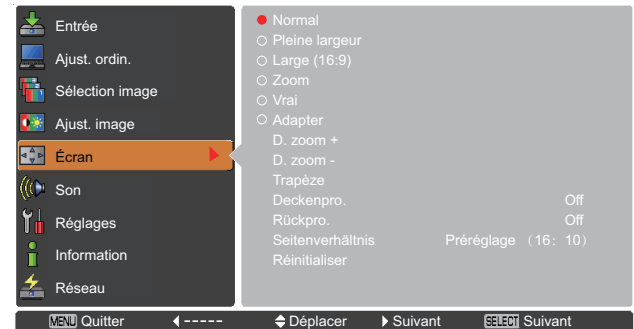 Entrée
Ajust. ordin.
Sélection image
Ajust. image
Écran
Son
Réglages
Information
Réseau
Normal
Pleine largeur
Large (16:9)
Zoom
Vrai
Adapter
D. zoom +
D. zoom -
Trapèze
Deckenpro. Off
Rückpro. Off
Seitenverhältnis Préréglage （16： 10）
Réinitialiser
MENU Quitter ----- Déplacer Suivant SELECT Suivant